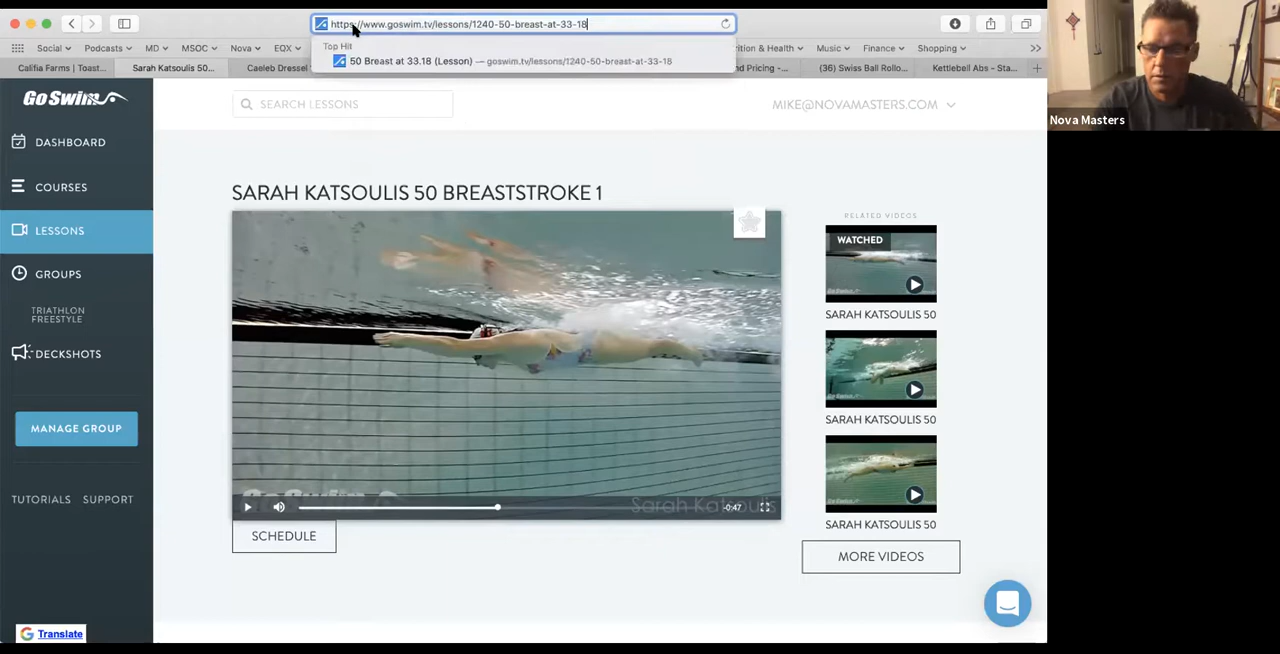 https://www.goswim.tv/lessons/1240-50-breast-at-33-18
Social
Podcasts
MD
MSOC
Nova
EQX
& Health
Music
Finance
Shopping
Top Hit
50 Breast at 33.18 (Lesson) — goswim.tv/lessons/1240-50-breast-at-33-18
Califia Farms | Toast...
Sarah Katsoulis 50...
Caeleb Dressel
nd Pricing -...
(36) Swiss Ball Rollo...
Kettlebell Abs - Sta...
Nova Masters
Go Swim
SEARCH LESSONS
MIKE@NOVAMASTERS.COM
DASHBOARD
COURSES
LESSONS
GROUPS
TRIATHLON
FREESTYLE
DECKSHOTS
MANAGE GROUP
TUTORIALS
SUPPORT
Translate
SARAH KATSOULIS 50 BREASTSTROKE 1
GoSwim
Sarah Katsoulis
-0:47
SCHEDULE
RELATED VIDEOS
WATCHED
SARAH KATSOULIS 50
SARAH KATSOULIS 50
SARAH KATSOULIS 50
MORE VIDEOS